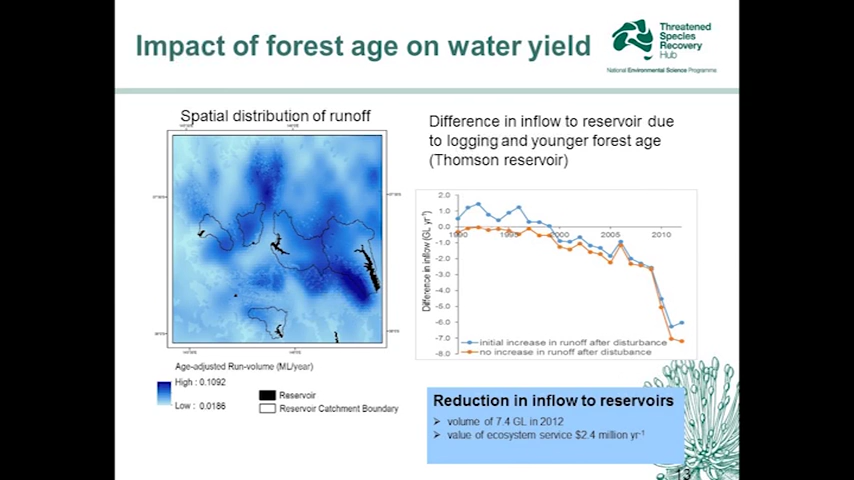 Impact of forest age on water yield
Threatened
Species
Recovery
Hub
National Environmental Science Programme
Spatial distribution of runoff
Difference in inflow to reservoir due
to logging and younger forest age
(Thomson reservoir)
Difference in inflow (GL yr⁻¹)
2.0
1.0
0.0
-1.0
-2.0
-3.0
-4.0
-5.0
-6.0
-7.0
-8.0
1990
1995
2000
2005
2010
initial increase in runoff after disturbance
no increase in runoff after distubance
Age-adjusted Run-volume (ML/year)
High : 0.1092
Low : 0.0186
Reservoir
Reservoir Catchment Boundary
Reduction in inflow to reservoirs
➢ volume of 7.4 GL in 2012
➢ value of ecosystem service $2.4 million yr⁻¹
13